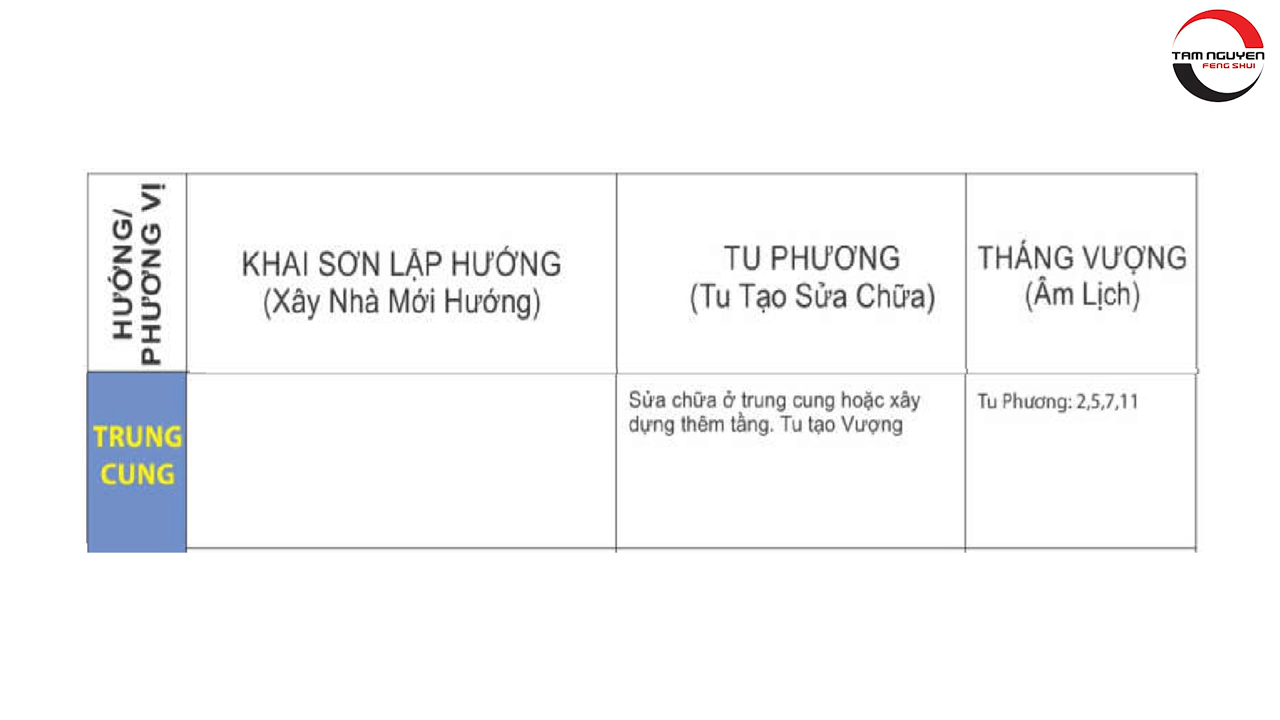 TAM NGUYEN
FENG SHUI
HƯỚNG/
PHƯƠNG VỊ
KHAI SƠN LẬP HƯỚNG
(Xây Nhà Mới Hướng)
TU PHƯƠNG
(Tu Tạo Sửa Chữa)
THÁNG VƯỢNG
(Âm Lịch)
TRUNG
CUNG
Sửa chữa ở trung cung hoặc xây
dựng thêm tầng. Tu tạo Vượng
Tu Phương: 2,5,7,11